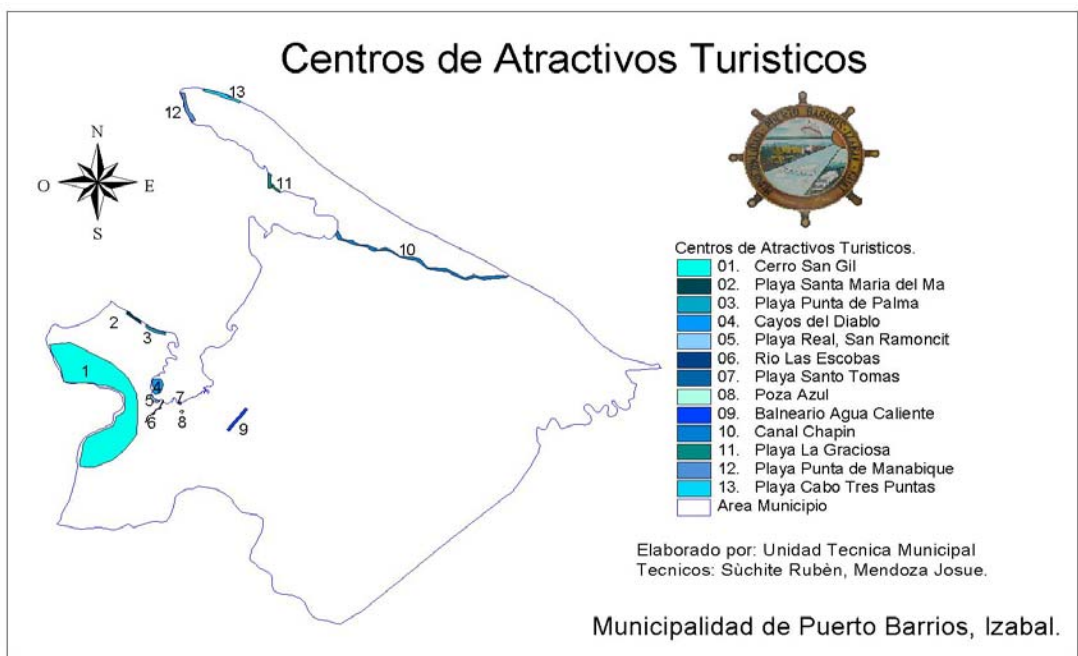 Centros de Atractivos Turisticos
13
12
N
O
E
S
11
10
2
3
1
4
5
7
6
8
9
Centros de Atractivos Turisticos.
01. Cerro San Gil
02. Playa Santa Maria del Ma
03. Playa Punta de Palma
04. Cayos del Diablo
05. Playa Real, San Ramoncit
06. Rio Las Escobas
07. Playa Santo Tomas
08. Poza Azul
09. Balneario Agua Caliente
10. Canal Chapin
11. Playa La Graciosa
12. Playa Punta de Manabique
13. Playa Cabo Tres Puntas
Area Municipio
Elaborado por: Unidad Tecnica Municipal
Tecnicos: Sùchite Rubèn, Mendoza Josue.
Municipalidad de Puerto Barrios, Izabal.